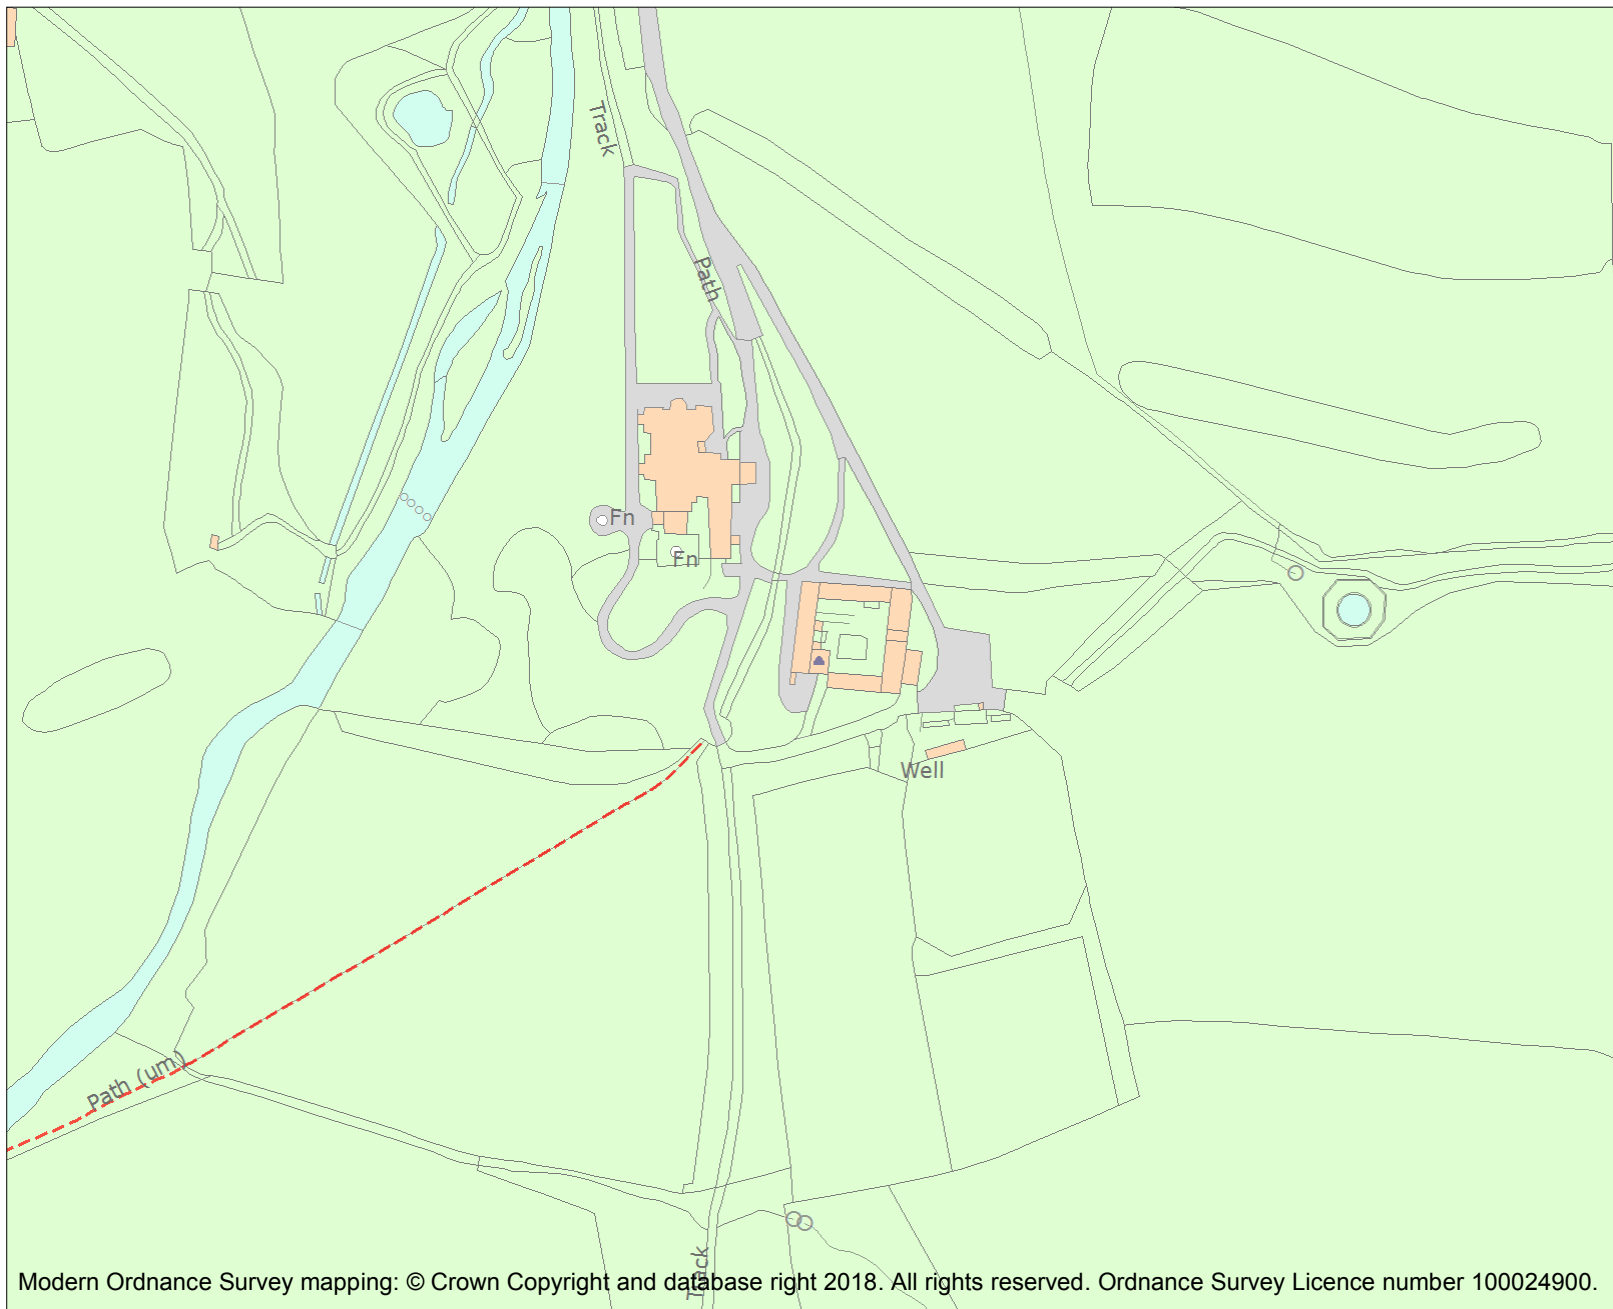 Track
Path
Fn
Fn
Well
Path (um)
Track
Modern Ordnance Survey mapping: © Crown Copyright and database right 2018. All rights reserved. Ordnance Survey Licence number 100024900.